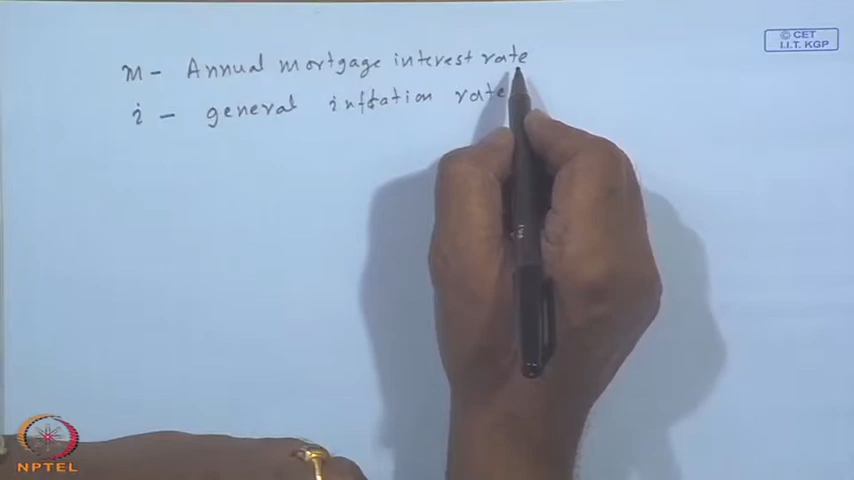 © CET
I.I.T. KGP
m - Annual mortgage interest rate
i - general inflation rate
NPTEL